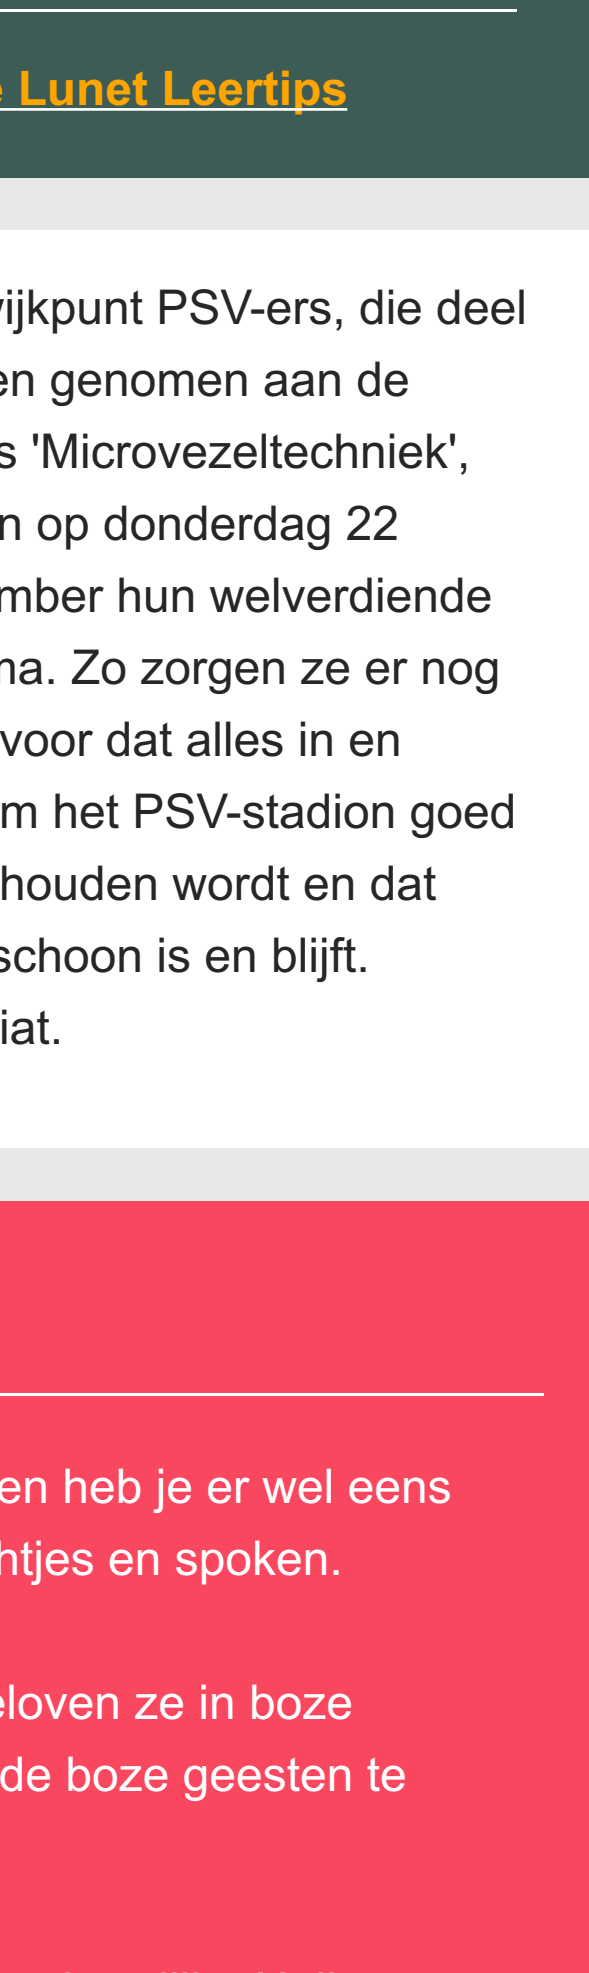 e Lunet Leertips
wijkpunt PSV-ers, die deel
en genomen aan de
s 'Microvezeltechniek',
n op donderdag 22
mber hun welverdiende
ma. Zo zorgen ze er nog
voor dat alles in en
m het PSV-stadion goed
houden wordt en dat
schoon is en blijft.
iat.
en heb je er wel eens
htjes en spoken.
eloven ze in boze
de boze geesten te